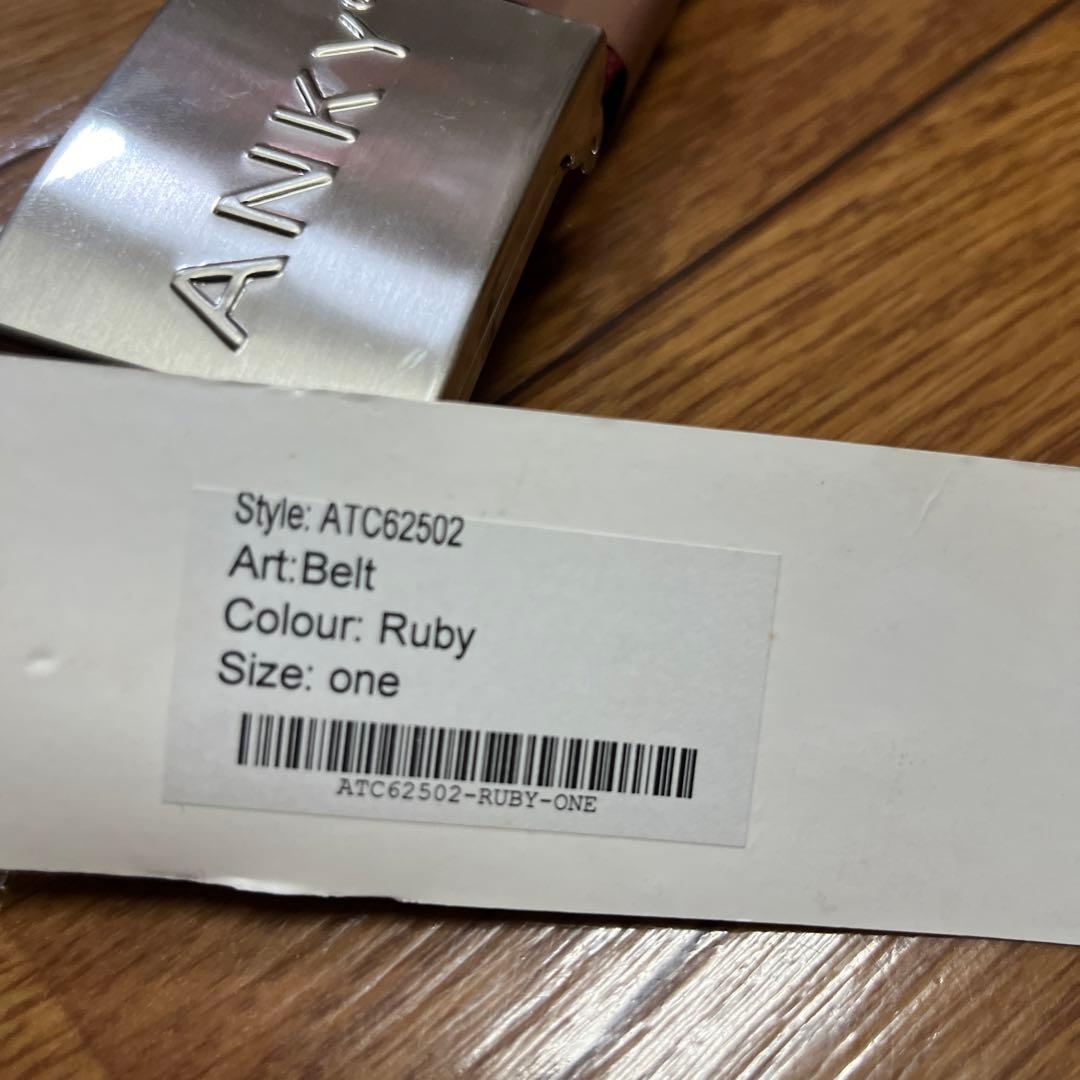 ANKY
Style: ATC62502
Art:Belt
Colour: Ruby
Size: one
ATC62502-RUBY-ONE